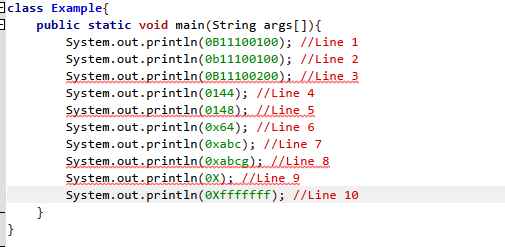 class Example{
public static void main(String args[]){
System.out.println(0B11100100); //Line 1
System.out.println(0b11100100); //Line 2
System.out.println(0B11100200); //Line 3
System.out.println(0144); //Line 4
System.out.println(0148); //Line 5
System.out.println(0x64); //Line 6
System.out.println(0xabc); //Line 7
System.out.println(0xabcg); //Line 8
System.out.println(0X); //Line 9
System.out.println(0Xfffffff); //Line 10
}
}